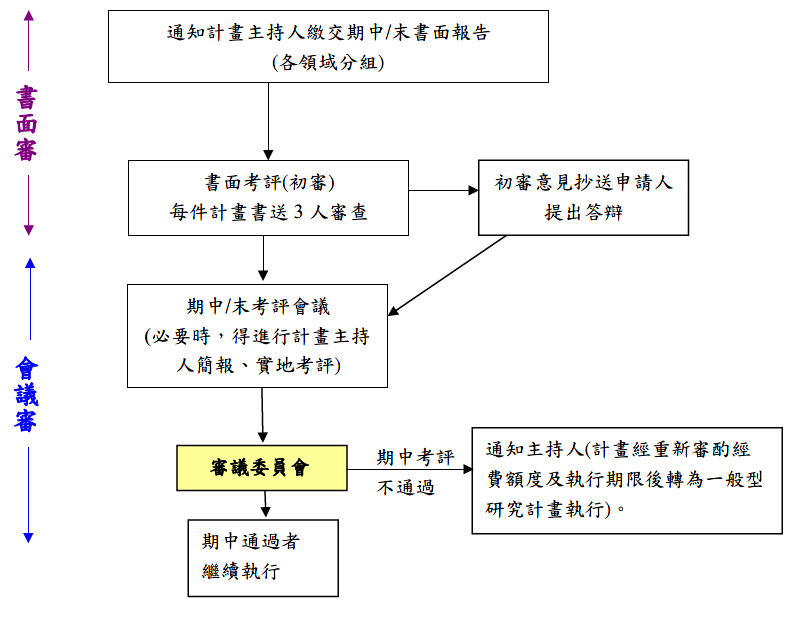 通知計畫主持人繳交期中/末書面報告
(各領域分組)
書面審
書面考評(初審)
每件計畫書送 3 人審查
初審意見抄送申請人
提出答辯
期中/末考評會議
(必要時，得進行計畫主持
人簡報、實地考評)
會議審
審議委員會
期中考評
不通過
通知主持人(計畫經重新審酌經
費額度及執行期限後轉為一般型
研究計畫執行)。
期中通過者
繼續執行